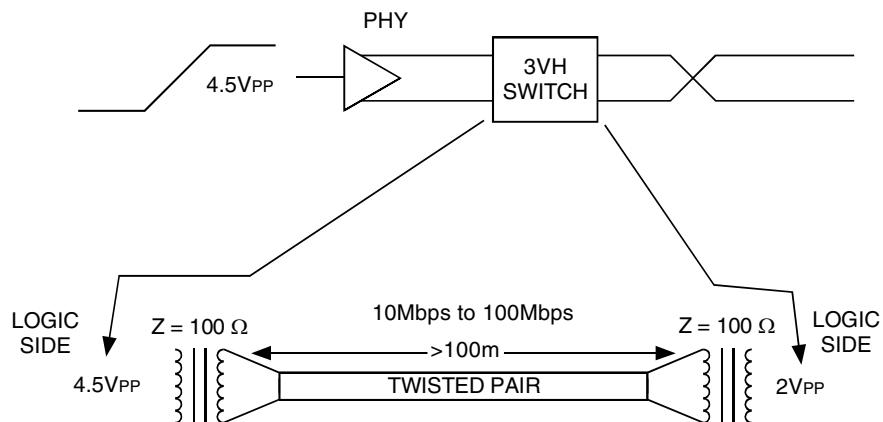 PHY
4.5VPP
3VH
SWITCH
10Mbps to 100Mbps
LOGIC
SIDE
Z = 100 Ω
Z = 100 Ω
LOGIC
SIDE
>100m
4.5VPP
TWISTED PAIR
2VPP